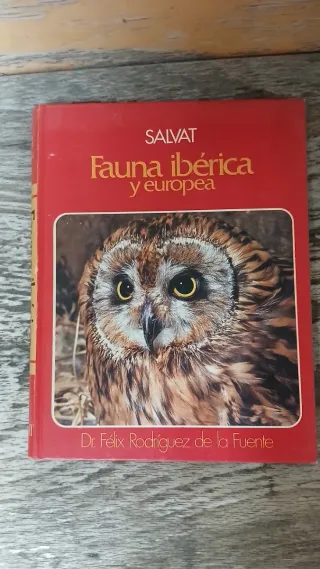 SALVAT
Fauna ibérica
y europea
Dr. Félix Rodríguez de la Fuente